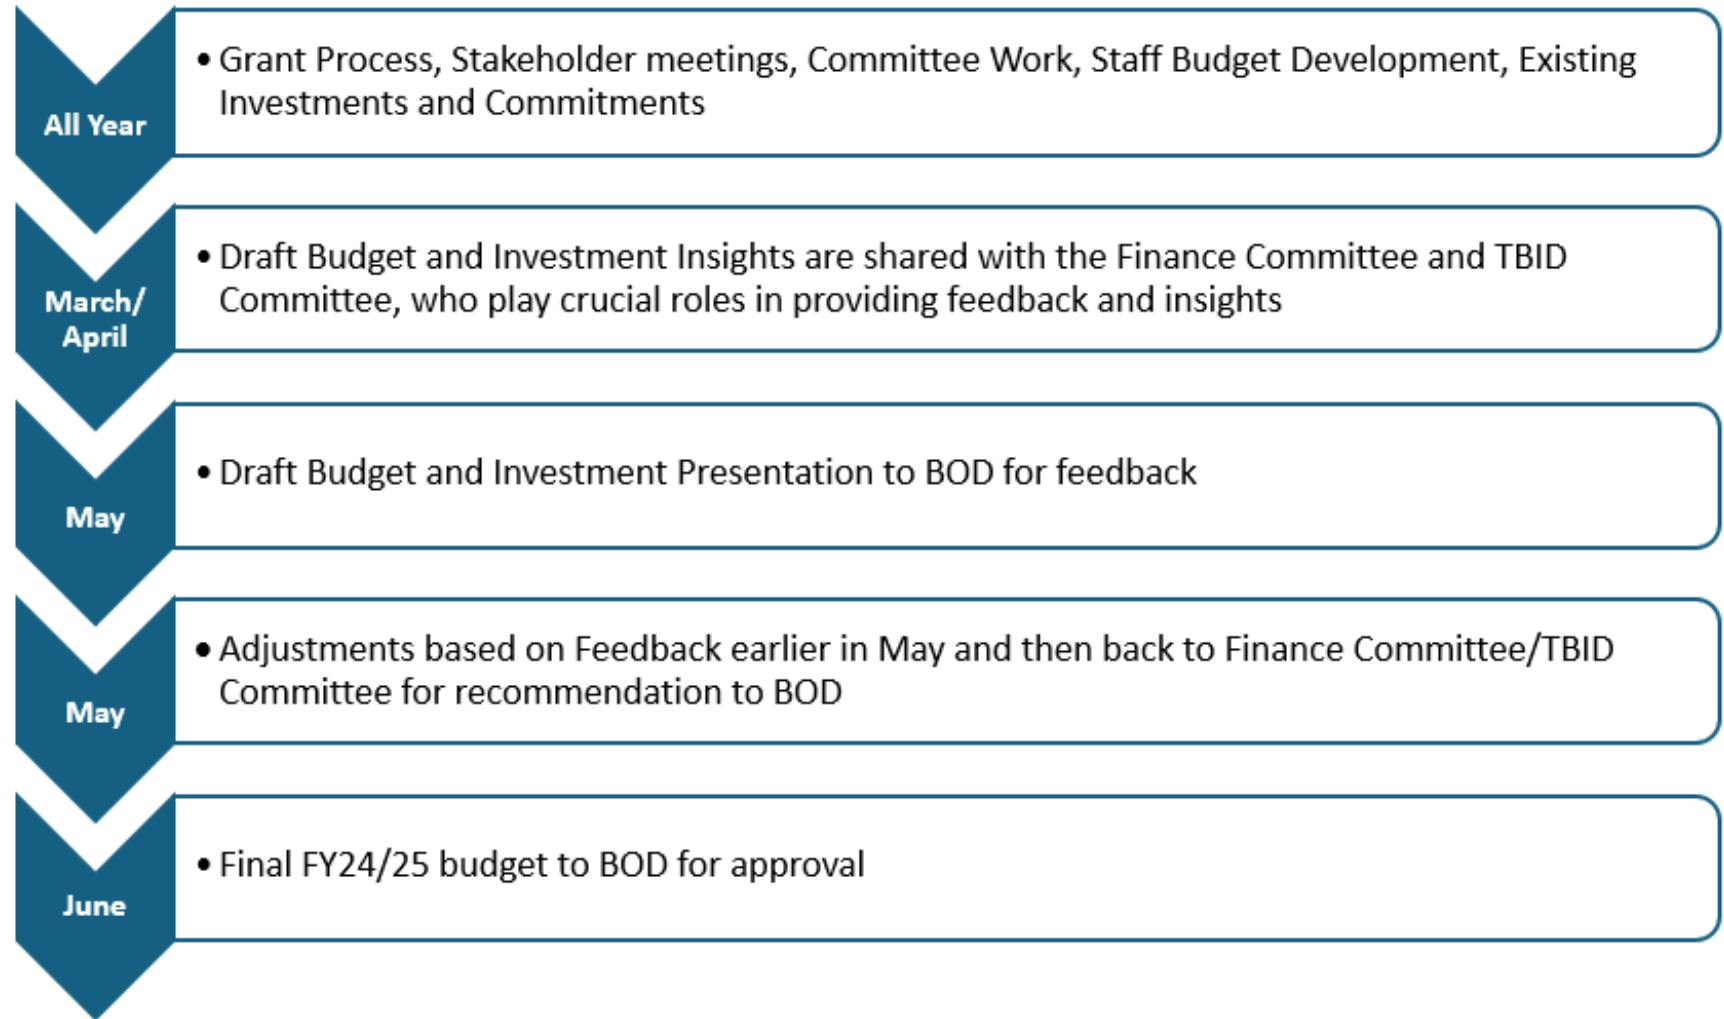 All Year
• Grant Process, Stakeholder meetings, Committee Work, Staff Budget Development, Existing
Investments and Commitments
March/
April
• Draft Budget and Investment Insights are shared with the Finance Committee and TBID
Committee, who play crucial roles in providing feedback and insights
May
• Draft Budget and Investment Presentation to BOD for feedback
May
• Adjustments based on Feedback earlier in May and then back to Finance Committee/TBID
Committee for recommendation to BOD
June
• Final FY24/25 budget to BOD for approval